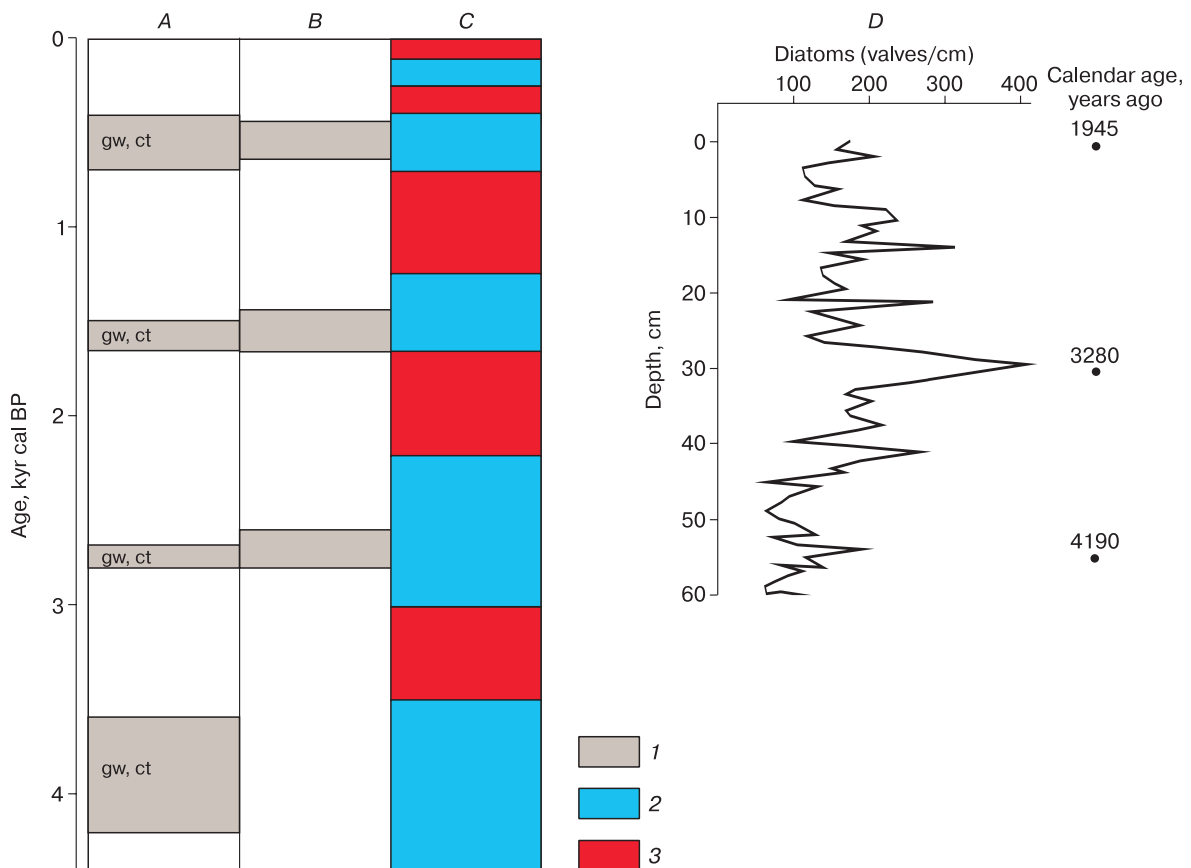 A B C D
0
1
2
3
4
Age, kyr cal BP
gw, ct
gw, ct
gw, ct
gw, ct
1
2
3
Diatoms (valves/cm)
100 200 300 400
Calendar age,
years ago
0
10
20
30
40
50
60
Depth, cm
1945
3280
4190